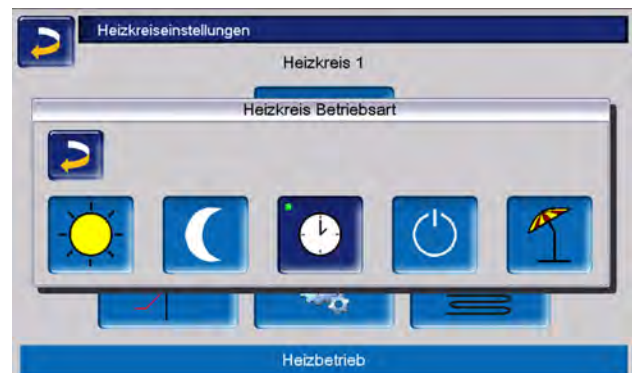 Heizkreiseinstellungen
Heizkreis 1
Heizkreis Betriebsart
Heizbetrieb